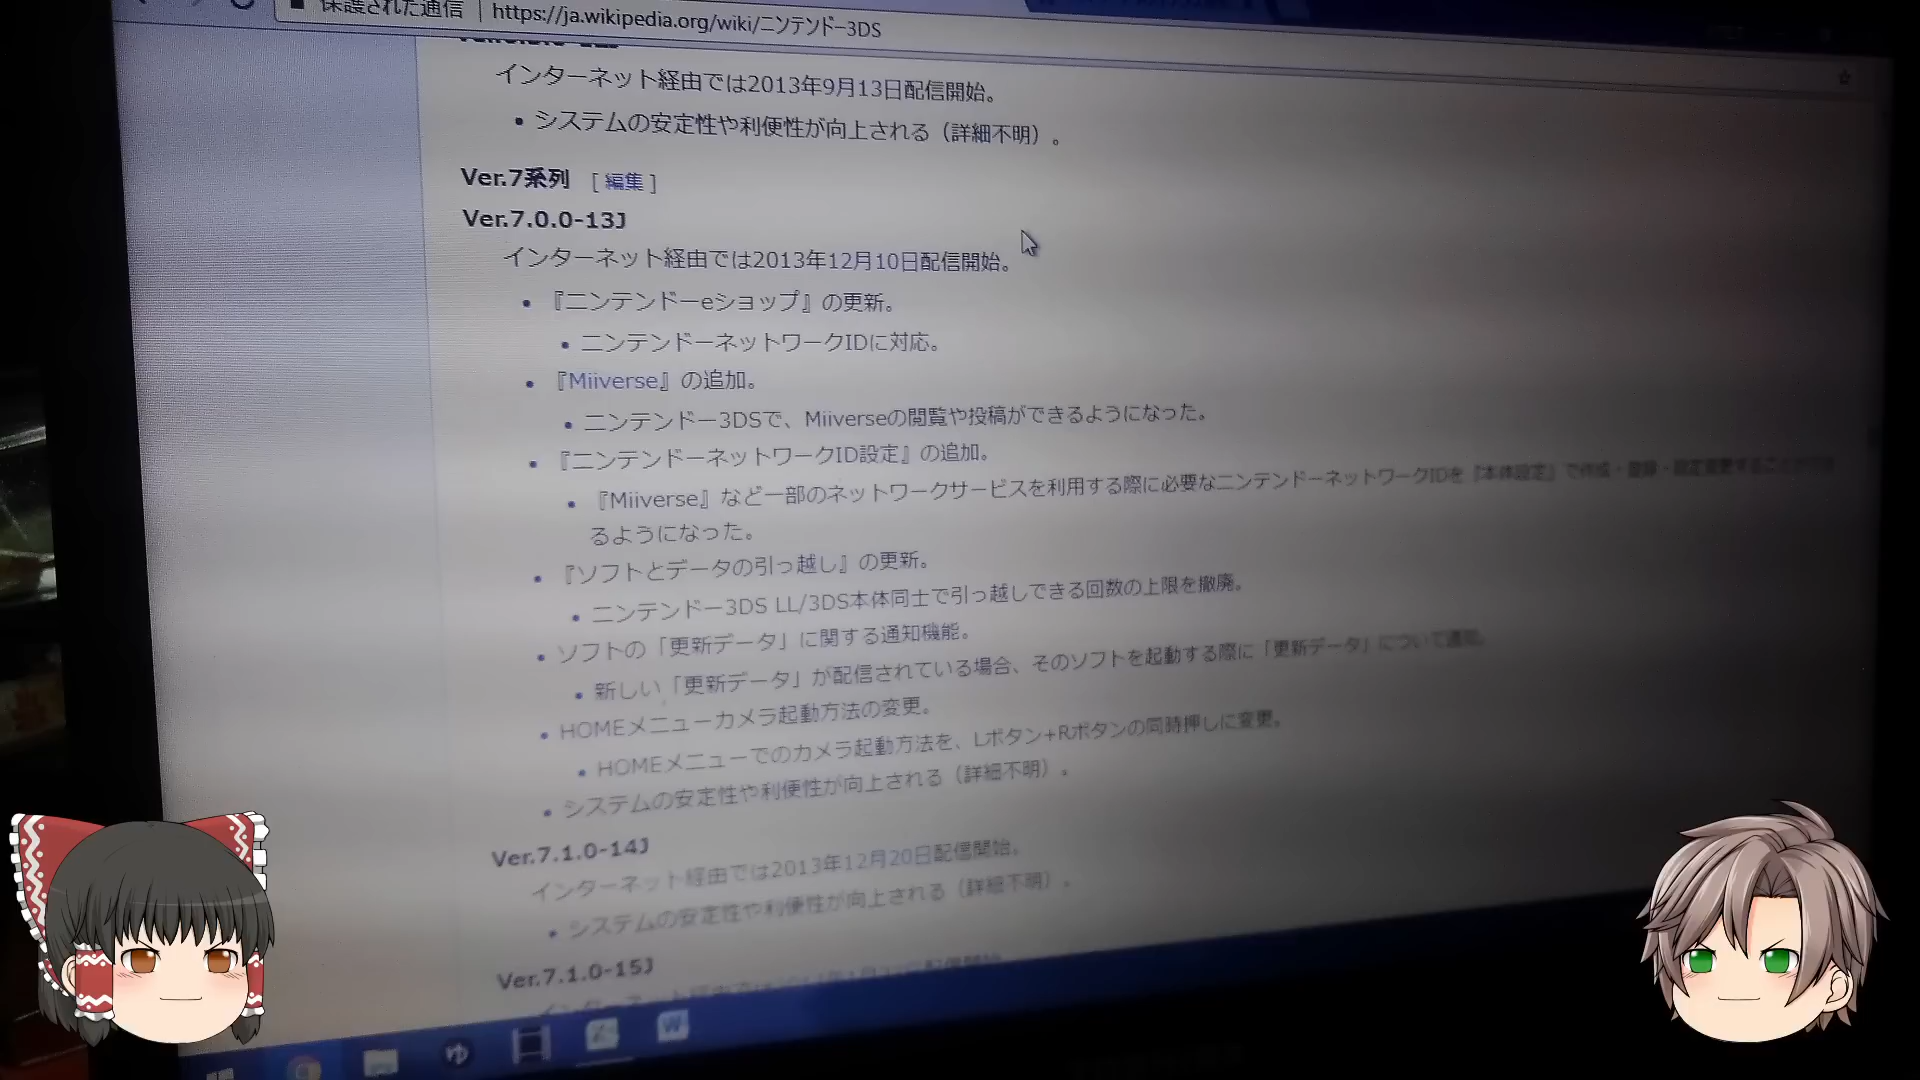 保護された通信 | https://ja.wikipedia.org/wiki/ニンテンドー3DS
インターネット経由では2013年9月13日配信開始。
• システムの安定性や利便性が向上される（詳細不明）。
Ver.7系列 [編集]
Ver.7.0.0-13J
インターネット経由では2013年12月10日配信開始。
• 『ニンテンドーeショップ』の更新。
• ニンテンドーネットワークIDに対応。
• 『Miiverse』の追加。
• ニンテンドー3DSで、Miiverseの閲覧や投稿ができるようになった。
• 『ニンテンドーネットワークID設定』の追加。
• 『Miiverse』など一部のネットワークサービスを利用する際に必要なニンテンドーネットワークIDを『本体設定』で作成・登録・設定変更することができ
るようになった。
• 『ソフトとデータの引っ越し』の更新。
• ニンテンドー3DS LL/3DS本体同士で引っ越しできる回数の上限を撤廃。
• ソフトの「更新データ」に関する通知機能。
• 新しい「更新データ」が配信されている場合、そのソフトを起動する際に「更新データ」について通知。
• HOMEメニューカメラ起動方法の変更。
• HOMEメニューでのカメラ起動方法を、Lボタン+Rボタンの同時押しに変更。
• システムの安定性や利便性が向上される（詳細不明）。
Ver.7.1.0-14J
インターネット経由では2013年12月20日配信開始。
• システムの安定性や利便性が向上される（詳細不明）。
Ver.7.1.0-15J
ゆ
W